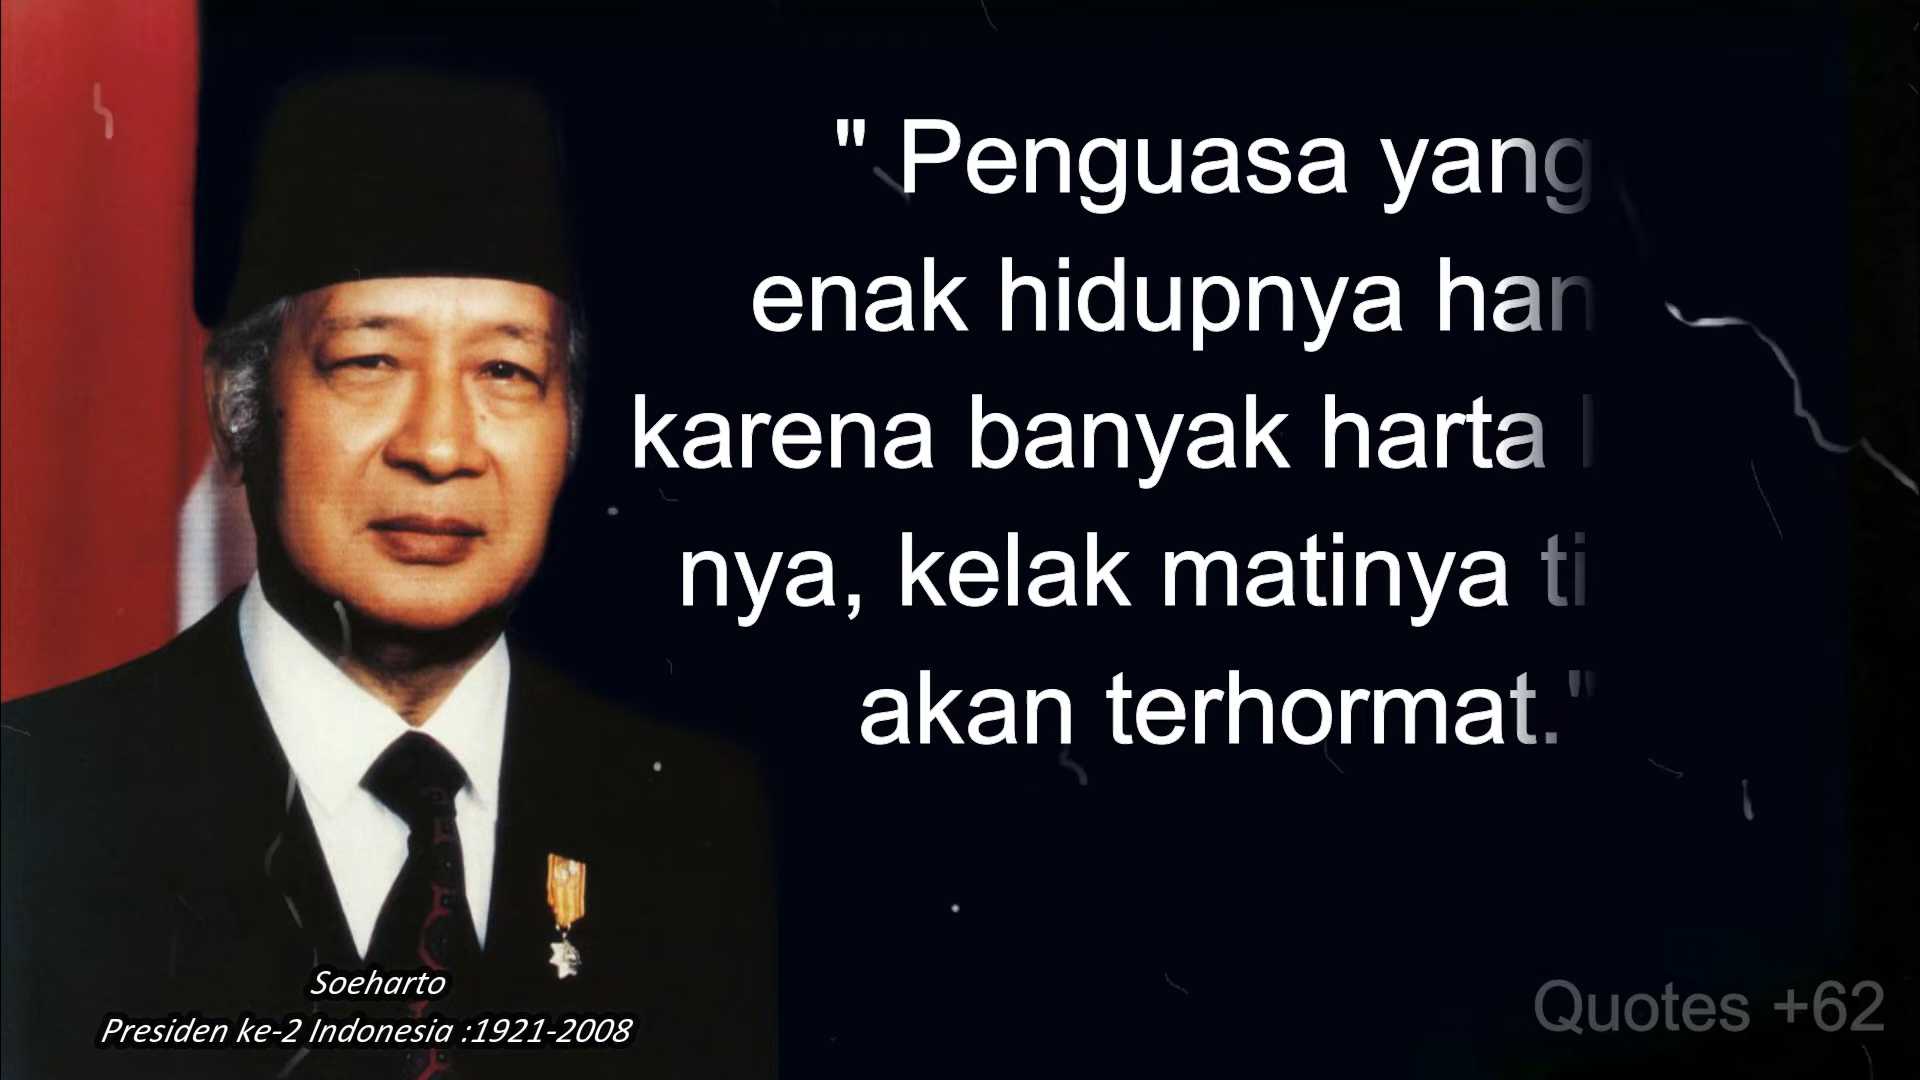 " Penguasa yang
enak hidupnya han
karena banyak harta
nya, kelak matinya ti
akan terhormat."
Soeharto
Presiden ke-2 Indonesia :1921-2008
Quotes +62